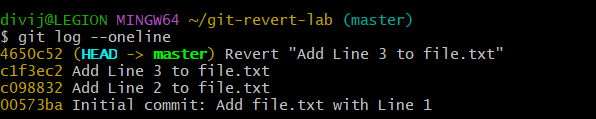 divij@LEGION MINGW64 ~/git-revert-lab (master)
$ git log --oneline
4650c52 (HEAD -> master) Revert "Add Line 3 to file.txt"
c1f3ec2 Add Line 3 to file.txt
c098832 Add Line 2 to file.txt
00573ba Initial commit: Add file.txt with Line 1